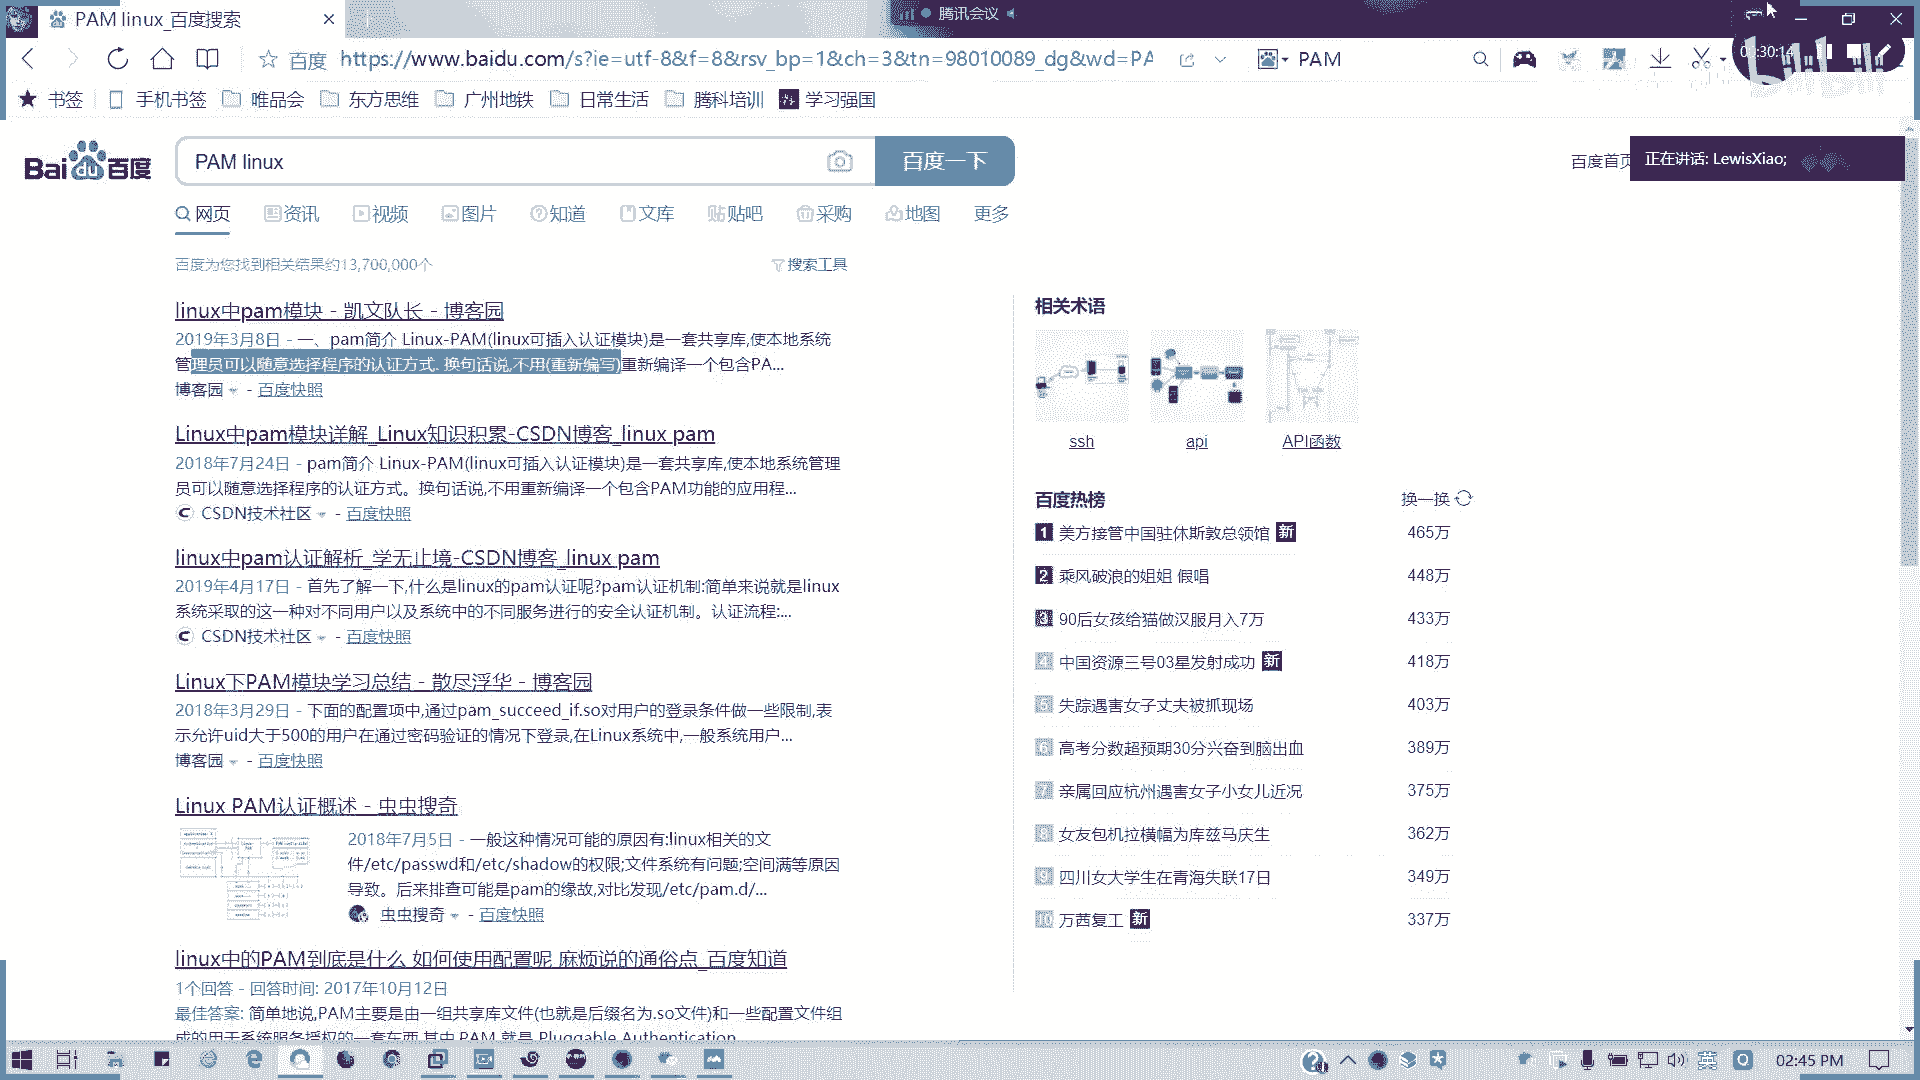 PAM linux_百度搜索
腾讯会议
百度
https://www.baidu.com/s?ie=utf-8&f=8&rsv_bp=1&ch=3&tn=98010089_dg&wd=PA
PAM
书签
手机书签
唯品会
东方思维
广州地铁
日常生活
腾科培训
学习强国
bilibili
Bai du 百度
PAM linux
百度一下
百度首页
正在讲话: LewisXiao;
网页
资讯
视频
图片
知道
文库
贴吧
采购
地图
更多
百度为您找到相关结果约13,700,000个
搜索工具
linux中pam模块 - 凯文队长 - 博客园
2019年3月8日 - 一、pam简介 Linux-PAM(linux可插入认证模块)是一套共享库,使本地系统
管理员可以随意选择程序的认证方式. 换句话说,不用(重新编写)重新编译一个包含PA...
博客园 - 百度快照
Linux中pam模块详解_Linux知识积累-CSDN博客_linux pam
2018年7月24日 - pam简介 Linux-PAM(linux可插入认证模块)是一套共享库,使本地系统管理
员可以随意选择程序的认证方式。换句话说,不用重新编译一个包含PAM功能的应用程...
CSDN技术社区 - 百度快照
linux中pam认证解析_学无止境-CSDN博客_linux pam
2019年4月17日 - 首先了解一下,什么是linux的pam认证呢?pam认证机制:简单来说就是linux
系统采取的这一种对不同用户以及系统中的不同服务进行的安全认证机制。认证流程:...
CSDN技术社区 - 百度快照
Linux下PAM模块学习总结 - 散尽浮华 - 博客园
2018年3月29日 - 下面的配置项中,通过pam_succeed_if.so对用户的登录条件做一些限制,表
示允许uid大于500的用户在通过密码验证的情况下登录,在Linux系统中,一般系统用户...
博客园 - 百度快照
Linux PAM认证概述 - 虫虫搜奇
2018年7月5日 - 一般这种情况可能的原因有:linux相关的文
件/etc/passwd和/etc/shadow的权限;文件系统有问题;空间满等原因
导致。后来排查可能是pam的缘故,对比发现/etc/pam.d/...
虫虫搜奇 - 百度快照
linux中的PAM到底是什么 如何使用配置呢 麻烦说的通俗点_百度知道
1个回答 - 回答时间: 2017年10月12日
最佳答案: 简单地说,PAM主要是由一组共享库文件(也就是后缀名为.so文件)和一些配置文件组
成的用于系统服务授权的一套东西 其中 PAM 就是 Pluggable Authentication
相关术语
ssh
api
API函数
百度热榜
换一换
1 美方接管中国驻休斯敦总领馆 新 465万
2 乘风破浪的姐姐 假唱 448万
3 90后女孩给猫做汉服月入7万 433万
4 中国资源三号03星发射成功 新 418万
5 失踪遇害女子丈夫被抓现场 403万
6 高考分数超预期30分兴奋到脑出血 389万
7 亲属回应杭州遇害女子小女儿近况 375万
8 女友包机拉横幅为库兹马庆生 362万
9 四川女大学生在青海失联17日 349万
10 万茜复工 新 337万
英
02:45 PM